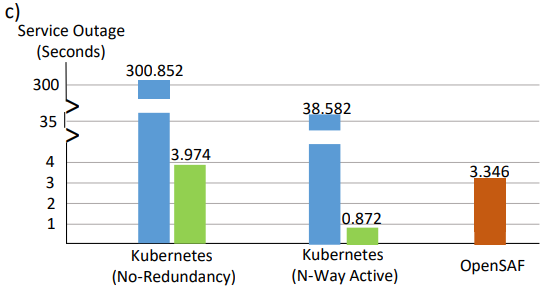 c)
Service Outage
(Seconds)
300.852
300
38.582
35
3.974
4
3.346
3
2
0.872
1
Kubernetes
(No-Redundancy)
Kubernetes
(N-Way Active)
OpenSAF